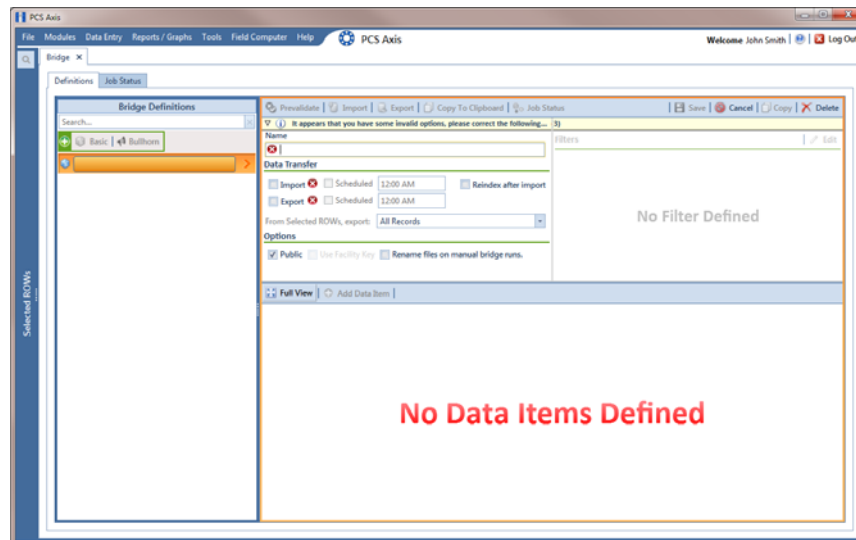 PCS Axis
File Modules Data Entry Reports / Graphs Tools Field Computer Help PCS Axis Welcome John Smith Log Out
Bridge
Definitions Job Status
Bridge Definitions
Search...
Basic Bullhorn
Prevalidate Import Export Copy To Clipboard Job Status Save Cancel Copy Delete
It appears that you have some invalid options, please correct the following... 3)
Name
Filters Edit
Data Transfer
Import Scheduled 12:00 AM Reindex after import
Export Scheduled 12:00 AM
From Selected ROWs, export: All Records
No Filter Defined
Options
Public Use Facility Key Rename files on manual bridge runs.
Selected ROWs
Full View Add Data Item
No Data Items Defined